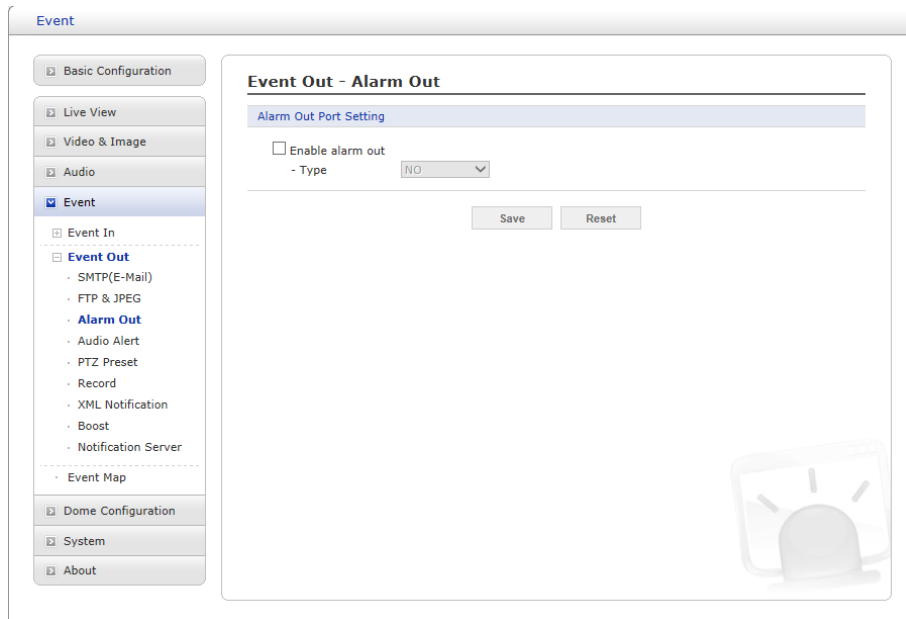 Event
Basic Configuration
Live View
Video & Image
Audio
Event
Event In
Event Out
· SMTP(E-Mail)
· FTP & JPEG
· Alarm Out
· Audio Alert
· PTZ Preset
· Record
· XML Notification
· Boost
· Notification Server
· Event Map
Dome Configuration
System
About
Event Out - Alarm Out
Alarm Out Port Setting
Enable alarm out
- Type NO
Save Reset